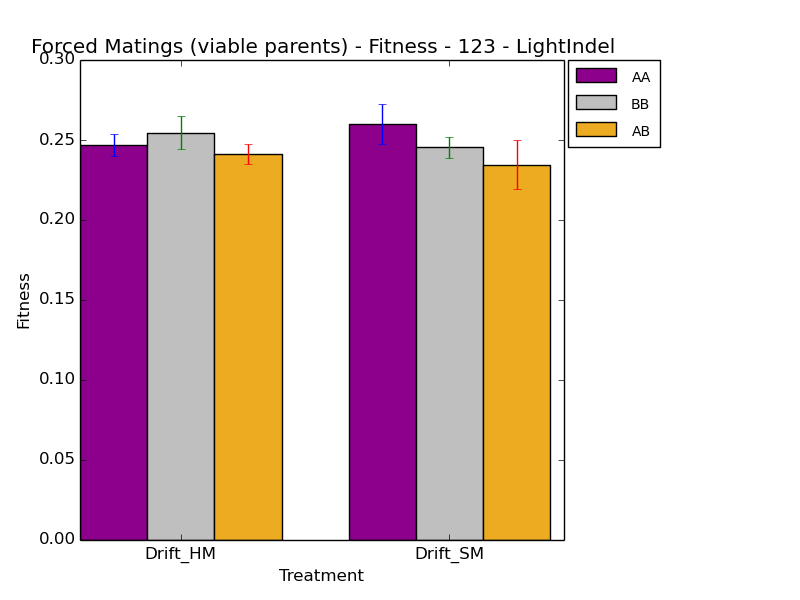 Forced Matings (viable parents) - Fitness - 123 - LightIndel
0.30
0.25
0.20
0.15
0.10
0.05
0.00
Fitness
Drift_HM
Drift_SM
Treatment
AA
BB
AB